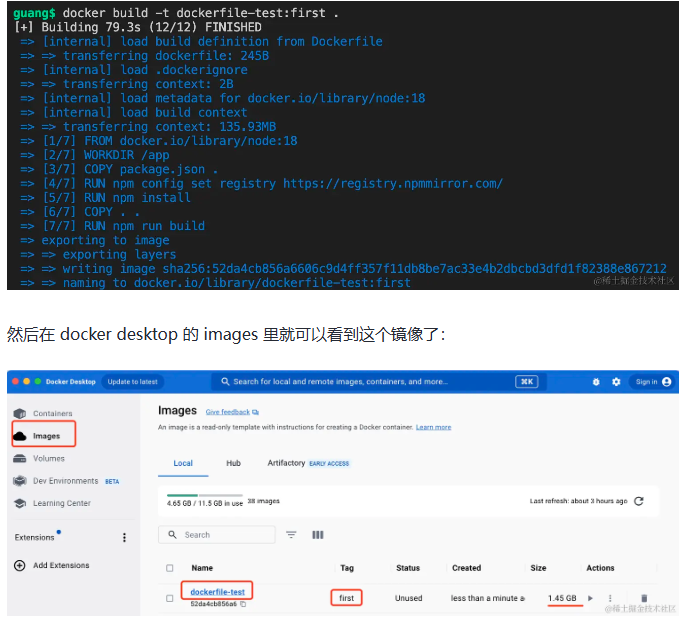 guang$ docker build -t dockerfile-test:first .
[+] Building 79.3s (12/12) FINISHED
=> [internal] load build definition from Dockerfile
=> => transferring dockerfile: 245B
=> [internal] load .dockerignore
=> => transferring context: 2B
=> [internal] load metadata for docker.io/library/node:18
=> [internal] load build context
=> => transferring context: 135.93MB
=> [1/7] FROM docker.io/library/node:18
=> [2/7] WORKDIR /app
=> [3/7] COPY package.json .
=> [4/7] RUN npm config set registry https://registry.npmmirror.com/
=> [5/7] RUN npm install
=> [6/7] COPY . .
=> [7/7] RUN npm run build
=> exporting to image
=> => exporting layers
=> => writing image sha256:52da4cb856a6606c9d4ff357f11db8be7ac33e4b2dbcbd3dfd1f82388e867212
=> => naming to docker.io/library/dockerfile-test:first
@稀土掘金技术社区
然后在 docker desktop 的 images 里就可以看到这个镜像了：
Docker Desktop Update to latest Search for local and remote images, containers, and more... ⌘K Sign in
Containers
Images
Volumes
Dev Environments BETA
Learning Center
Extensions
Add Extensions
Images Give feedback
An image is a read-only template with instructions for creating a Docker container. Learn more
Local Hub Artifactory EARLY ACCESS
4.65 GB / 11.5 GB in use 38 images Last refresh: about 3 hours ago
Search
Name Tag Status Created Size Actions
dockerfile-test first Unused less than a minute a 1.45 GB
52da4cb856a6
@稀土掘金技术社区